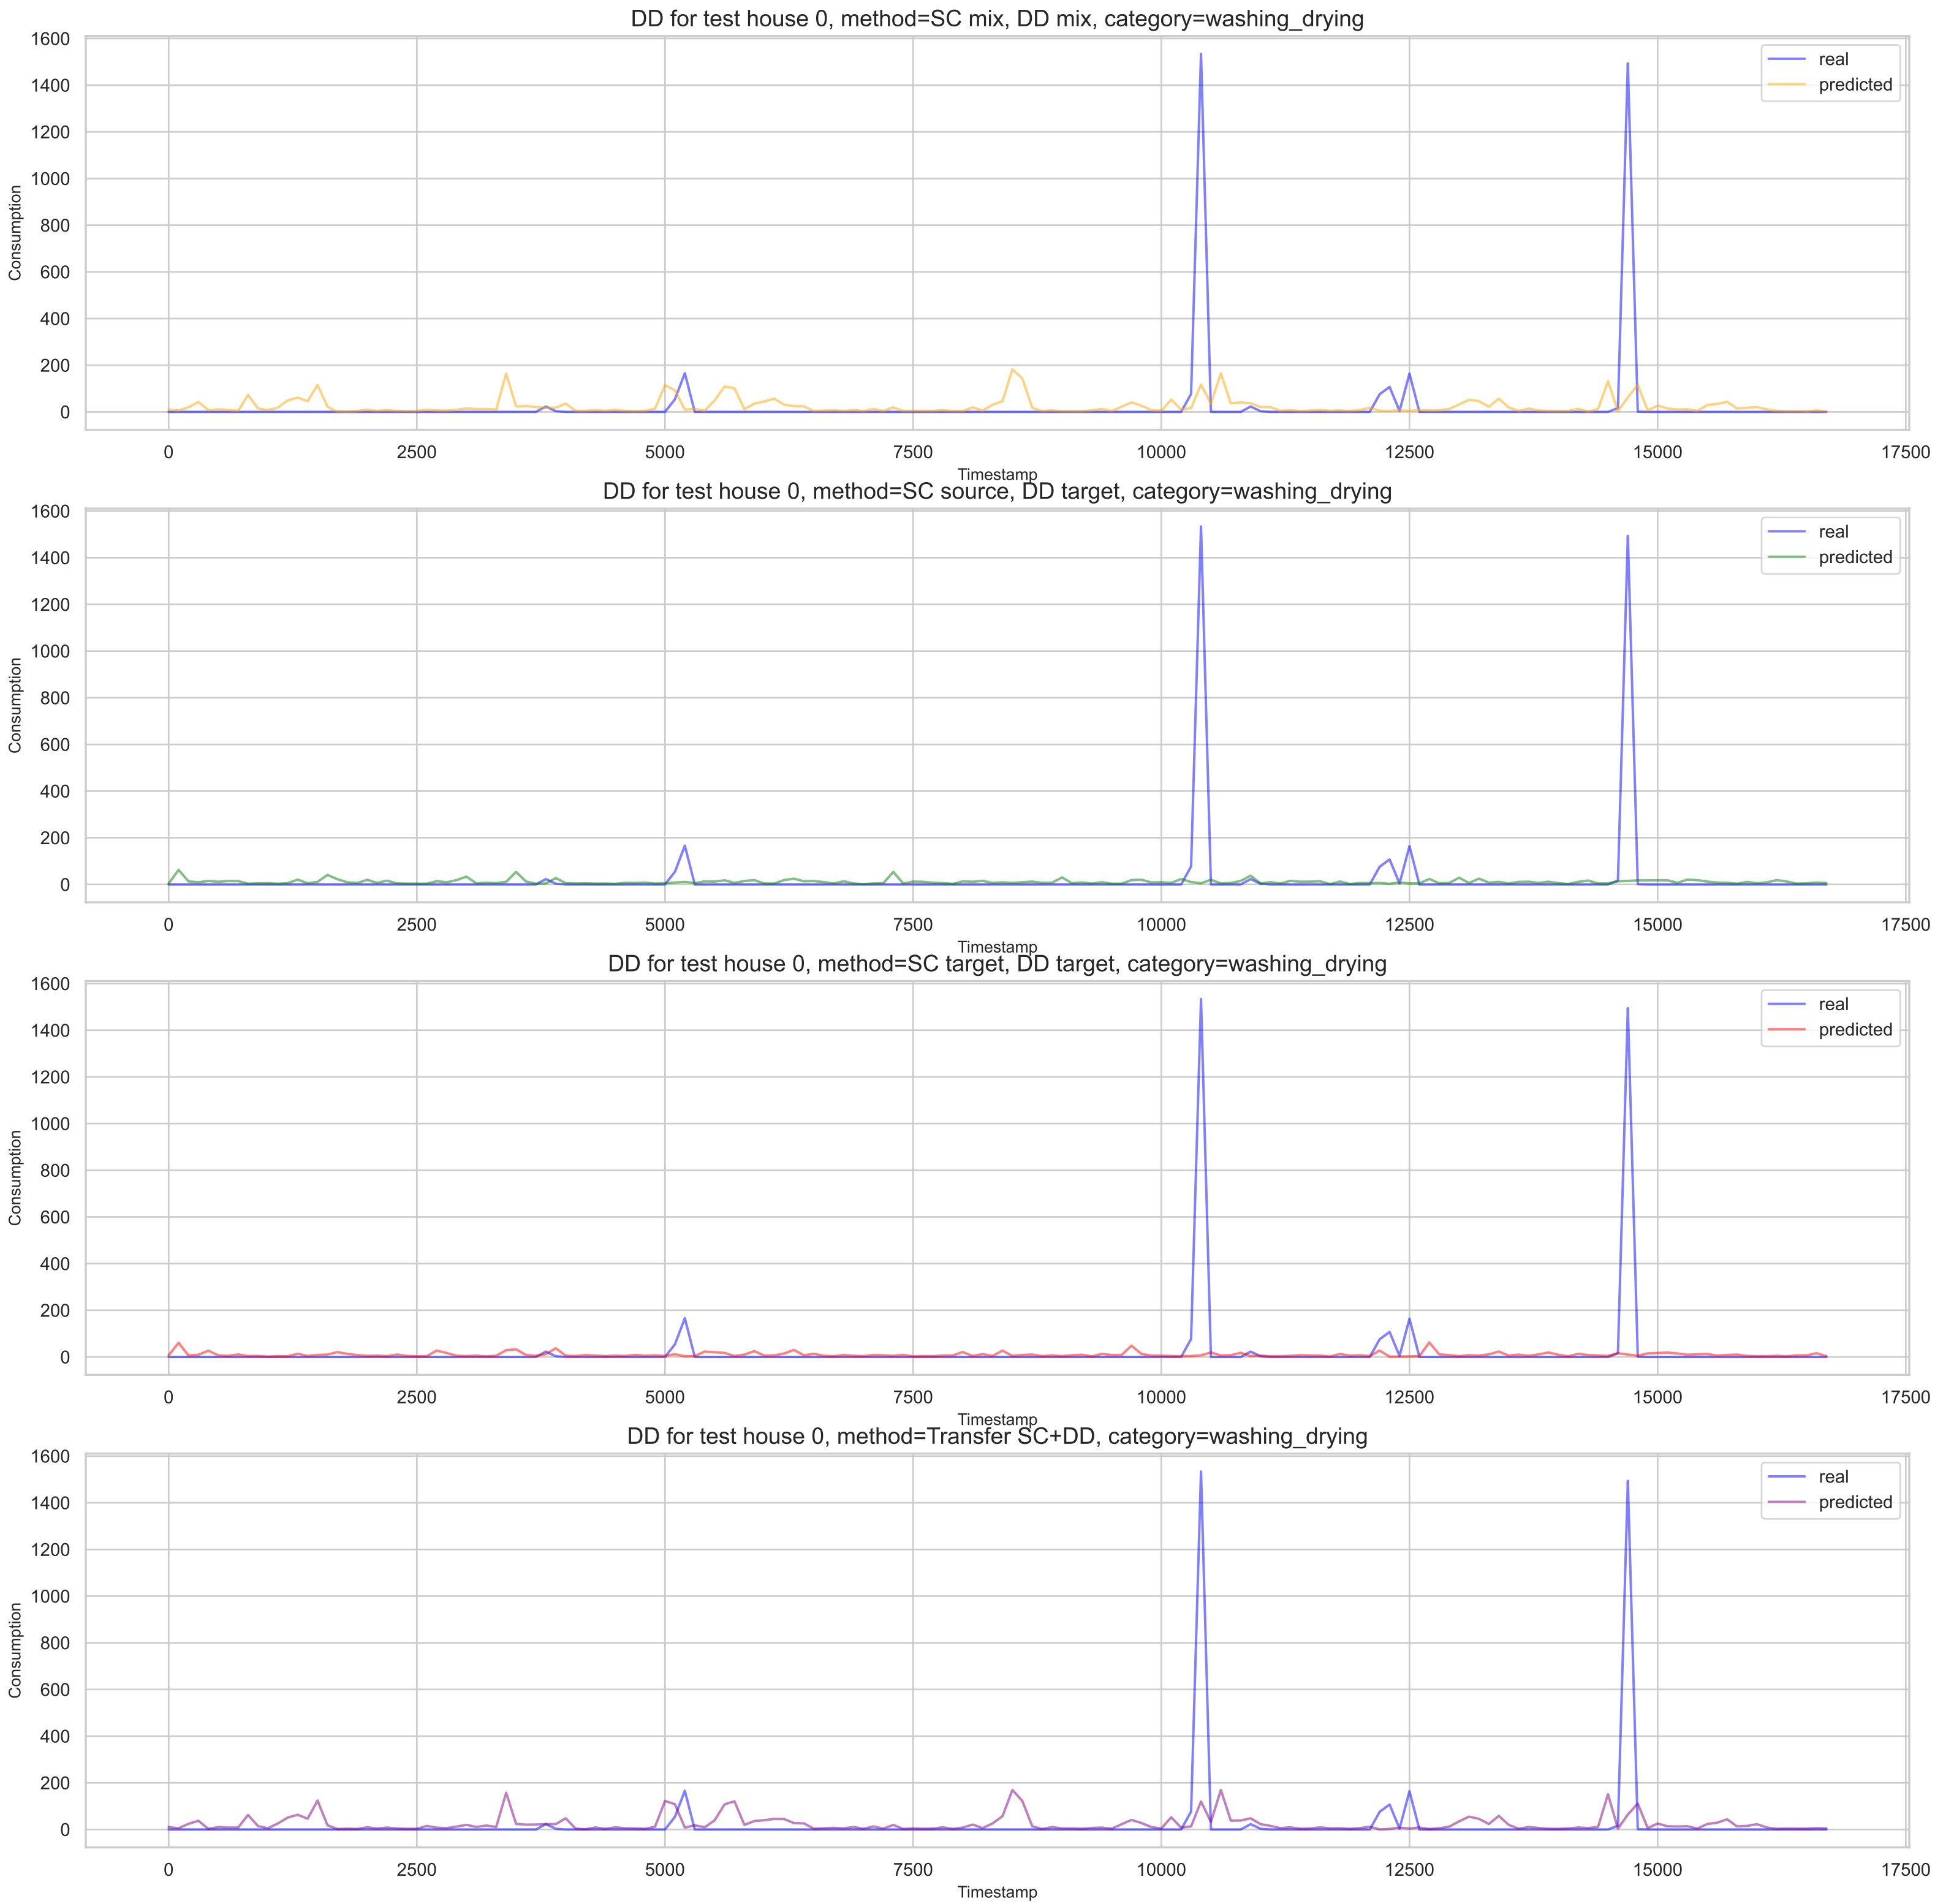 DD for test house 0, method=SC mix, DD mix, category=washing_drying
1600
1400
1200
1000
800
600
400
200
0
Consumption
real
predicted
0 2500 5000 7500 10000 12500 15000 17500
Timestamp
DD for test house 0, method=SC source, DD target, category=washing_drying
1600
1400
1200
1000
800
600
400
200
0
Consumption
real
predicted
0 2500 5000 7500 10000 12500 15000 17500
Timestamp
DD for test house 0, method=SC target, DD target, category=washing_drying
1600
1400
1200
1000
800
600
400
200
0
Consumption
real
predicted
0 2500 5000 7500 10000 12500 15000 17500
Timestamp
DD for test house 0, method=Transfer SC+DD, category=washing_drying
1600
1400
1200
1000
800
600
400
200
0
Consumption
real
predicted
0 2500 5000 7500 10000 12500 15000 17500
Timestamp